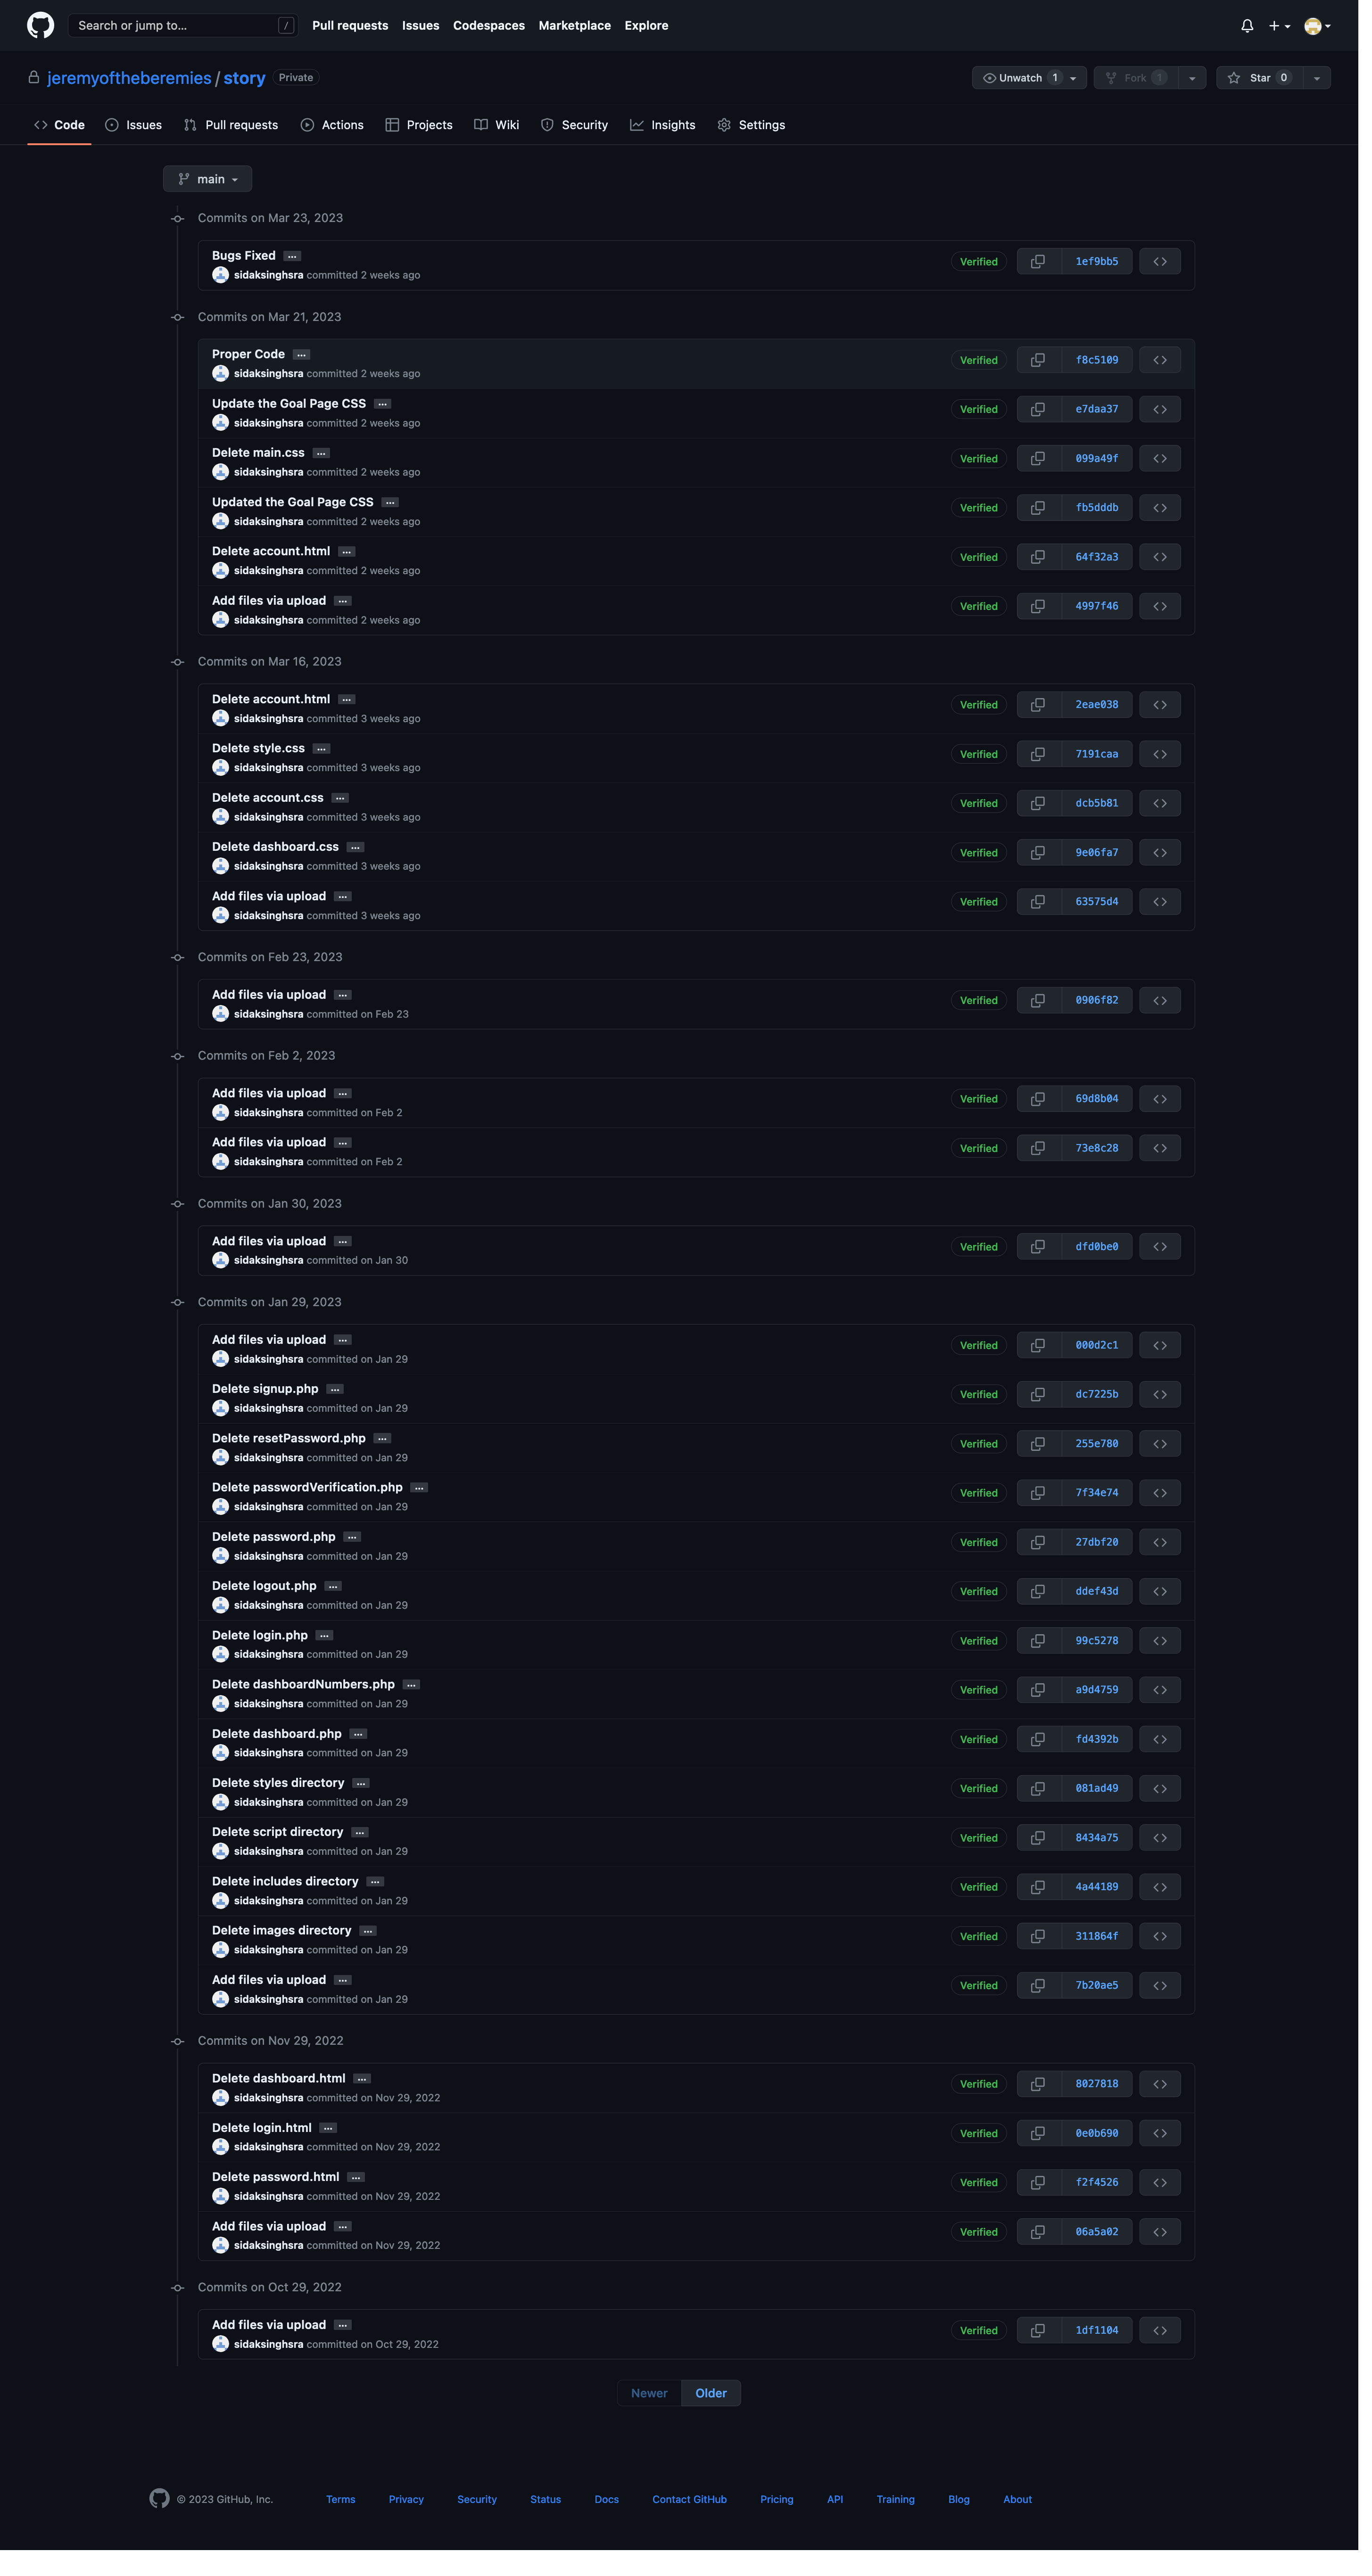 Search or jump to... /
Pull requests Issues Codespaces Marketplace Explore
jeremyoftheberemies / story Private
Unwatch 1 Fork 1 Star 0
Code Issues Pull requests Actions Projects Wiki Security Insights Settings
main
Commits on Mar 23, 2023
Bugs Fixed …
sidaksinghsra committed 2 weeks ago
Verified 1ef9bb5
Commits on Mar 21, 2023
Proper Code …
sidaksinghsra committed 2 weeks ago
Verified f8c5109
Update the Goal Page CSS …
sidaksinghsra committed 2 weeks ago
Verified e7daa37
Delete main.css …
sidaksinghsra committed 2 weeks ago
Verified 099a49f
Updated the Goal Page CSS …
sidaksinghsra committed 2 weeks ago
Verified fb5dddb
Delete account.html …
sidaksinghsra committed 2 weeks ago
Verified 64f32a3
Add files via upload …
sidaksinghsra committed 2 weeks ago
Verified 4997f46
Commits on Mar 16, 2023
Delete account.html …
sidaksinghsra committed 3 weeks ago
Verified 2eae038
Delete style.css …
sidaksinghsra committed 3 weeks ago
Verified 7191caa
Delete account.css …
sidaksinghsra committed 3 weeks ago
Verified dcb5b81
Delete dashboard.css …
sidaksinghsra committed 3 weeks ago
Verified 9e06fa7
Add files via upload …
sidaksinghsra committed 3 weeks ago
Verified 63575d4
Commits on Feb 23, 2023
Add files via upload …
sidaksinghsra committed on Feb 23
Verified 0906f82
Commits on Feb 2, 2023
Add files via upload …
sidaksinghsra committed on Feb 2
Verified 69d8b04
Add files via upload …
sidaksinghsra committed on Feb 2
Verified 73e8c28
Commits on Jan 30, 2023
Add files via upload …
sidaksinghsra committed on Jan 30
Verified dfd0be0
Commits on Jan 29, 2023
Add files via upload …
sidaksinghsra committed on Jan 29
Verified 000d2c1
Delete signup.php …
sidaksinghsra committed on Jan 29
Verified dc7225b
Delete resetPassword.php …
sidaksinghsra committed on Jan 29
Verified 255e780
Delete passwordVerification.php …
sidaksinghsra committed on Jan 29
Verified 7f34e74
Delete password.php …
sidaksinghsra committed on Jan 29
Verified 27dbf20
Delete logout.php …
sidaksinghsra committed on Jan 29
Verified ddef43d
Delete login.php …
sidaksinghsra committed on Jan 29
Verified 99c5278
Delete dashboardNumbers.php …
sidaksinghsra committed on Jan 29
Verified a9d4759
Delete dashboard.php …
sidaksinghsra committed on Jan 29
Verified fd4392b
Delete styles directory …
sidaksinghsra committed on Jan 29
Verified 081ad49
Delete script directory …
sidaksinghsra committed on Jan 29
Verified 8434a75
Delete includes directory …
sidaksinghsra committed on Jan 29
Verified 4a44189
Delete images directory …
sidaksinghsra committed on Jan 29
Verified 311864f
Add files via upload …
sidaksinghsra committed on Jan 29
Verified 7b20ae5
Commits on Nov 29, 2022
Delete dashboard.html …
sidaksinghsra committed on Nov 29, 2022
Verified 8027818
Delete login.html …
sidaksinghsra committed on Nov 29, 2022
Verified 0e0b690
Delete password.html …
sidaksinghsra committed on Nov 29, 2022
Verified f2f4526
Add files via upload …
sidaksinghsra committed on Nov 29, 2022
Verified 06a5a02
Commits on Oct 29, 2022
Add files via upload …
sidaksinghsra committed on Oct 29, 2022
Verified 1df1104
Newer Older
© 2023 GitHub, Inc. Terms Privacy Security Status Docs Contact GitHub Pricing API Training Blog About